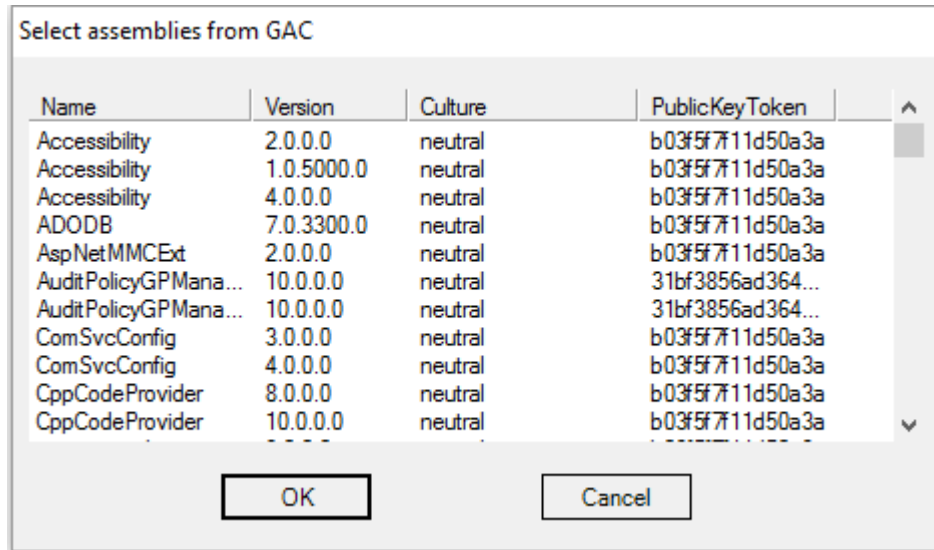 Select assemblies from GAC
Name Version Culture PublicKeyToken
Accessibility 2.0.0.0 neutral b03f5f7f11d50a3a
Accessibility 1.0.5000.0 neutral b03f5f7f11d50a3a
Accessibility 4.0.0.0 neutral b03f5f7f11d50a3a
ADODB 7.0.3300.0 neutral b03f5f7f11d50a3a
AspNetMMCExt 2.0.0.0 neutral b03f5f7f11d50a3a
AuditPolicyGPMana... 10.0.0.0 neutral 31bf3856ad364...
AuditPolicyGPMana... 10.0.0.0 neutral 31bf3856ad364...
ComSvcConfig 3.0.0.0 neutral b03f5f7f11d50a3a
ComSvcConfig 4.0.0.0 neutral b03f5f7f11d50a3a
CppCodeProvider 8.0.0.0 neutral b03f5f7f11d50a3a
CppCodeProvider 10.0.0.0 neutral b03f5f7f11d50a3a
OK Cancel